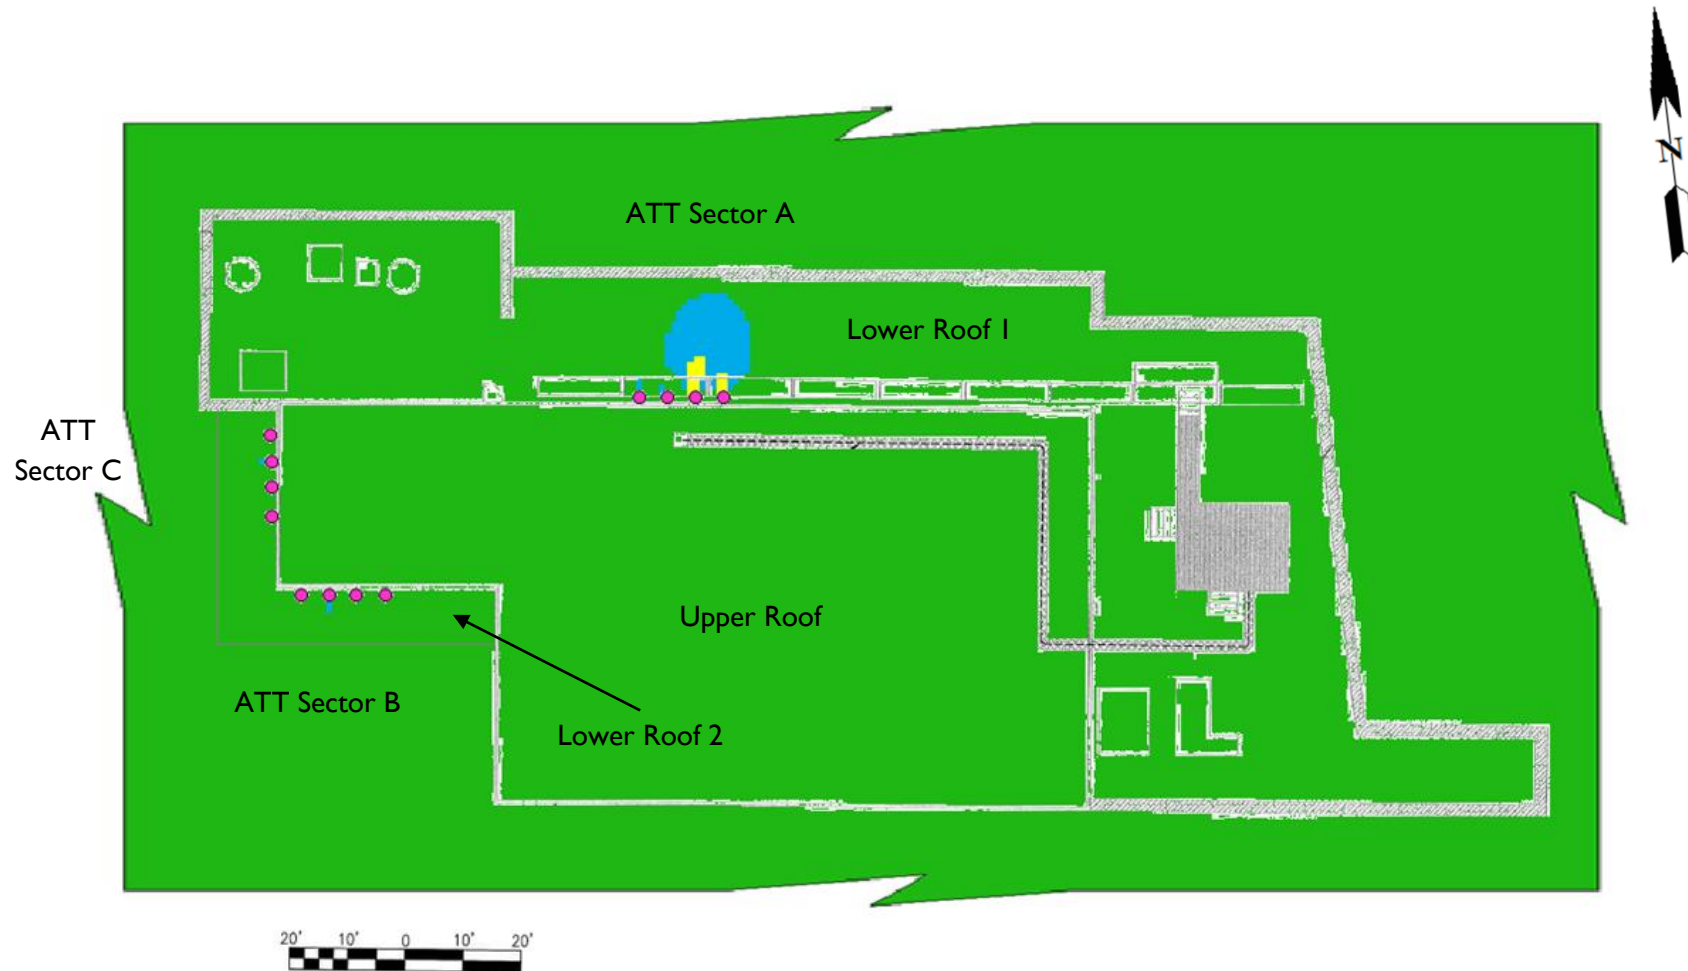 N
ATT Sector A
Lower Roof 1
ATT
Sector C
Upper Roof
ATT Sector B
Lower Roof 2
20' 10' 0 10' 20'